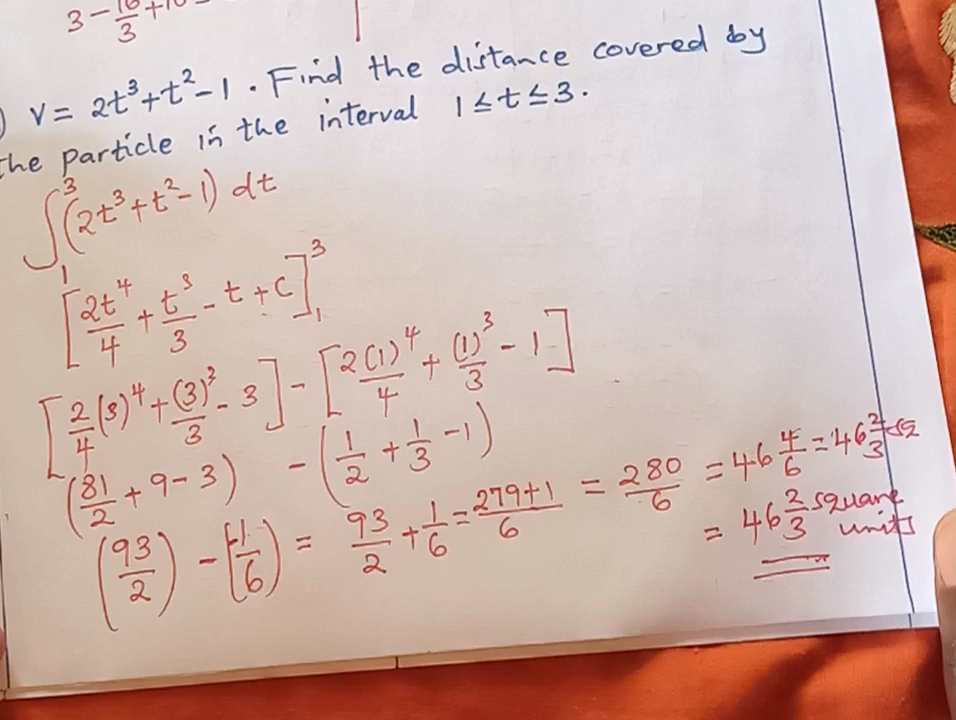 3 - 16/3 + 10
v = 2t³ + t² - 1 . Find the distance covered by
the particle in the interval 1 ≤ t ≤ 3.
∫₁³ (2t³ + t² - 1) dt
[2t⁴/4 + t³/3 - t + C]₁³
[2/4 (3)⁴ + (3)³/3 - 3] - [2(1)⁴/4 + (1)³/3 - 1]
(81/2 + 9 - 3) - (1/2 + 1/3 - 1)
(93/2) - (-1/6) = 93/2 + 1/6 = 279+1/6 = 280/6 = 46 4/6 = 46 2/3
= 46 2/3 square units